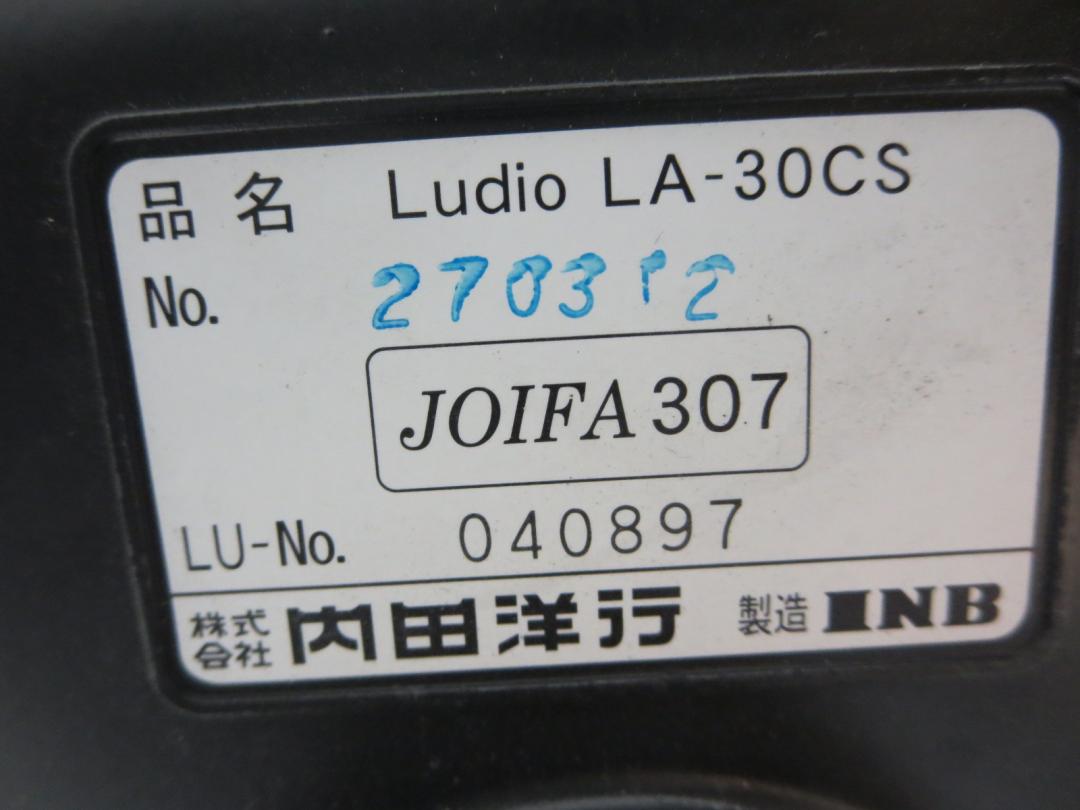 品名 Ludio LA-30CS
No. 270312
JOIFA 307
LU-No. 040897
株式会社 内田洋行 製造 INB